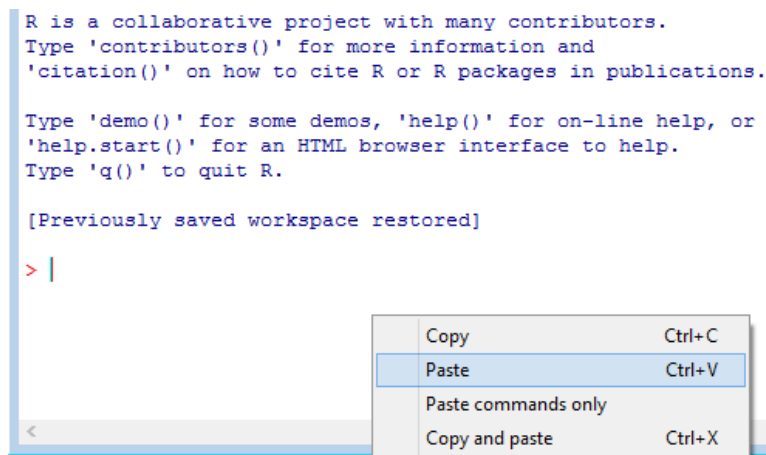 R is a collaborative project with many contributors.
Type 'contributors()' for more information and
'citation()' on how to cite R or R packages in publications.
Type 'demo()' for some demos, 'help()' for on-line help, or
'help.start()' for an HTML browser interface to help.
Type 'q()' to quit R.
[Previously saved workspace restored]
>
Copy Ctrl+C
Paste Ctrl+V
Paste commands only
Copy and paste Ctrl+X